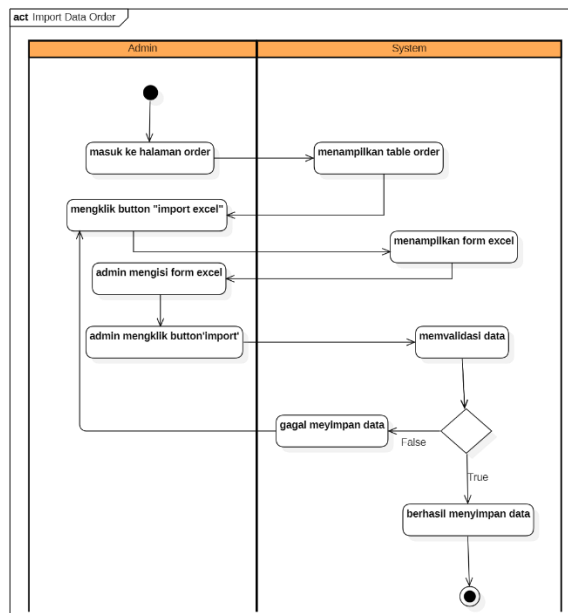 act Import Data Order
Admin
System
masuk ke halaman order
menampilkan table order
mengklik button "import excel"
menampilkan form excel
admin mengisi form excel
admin mengklik button'import'
memvalidasi data
gagal meyimpan data
False
True
berhasil menyimpan data